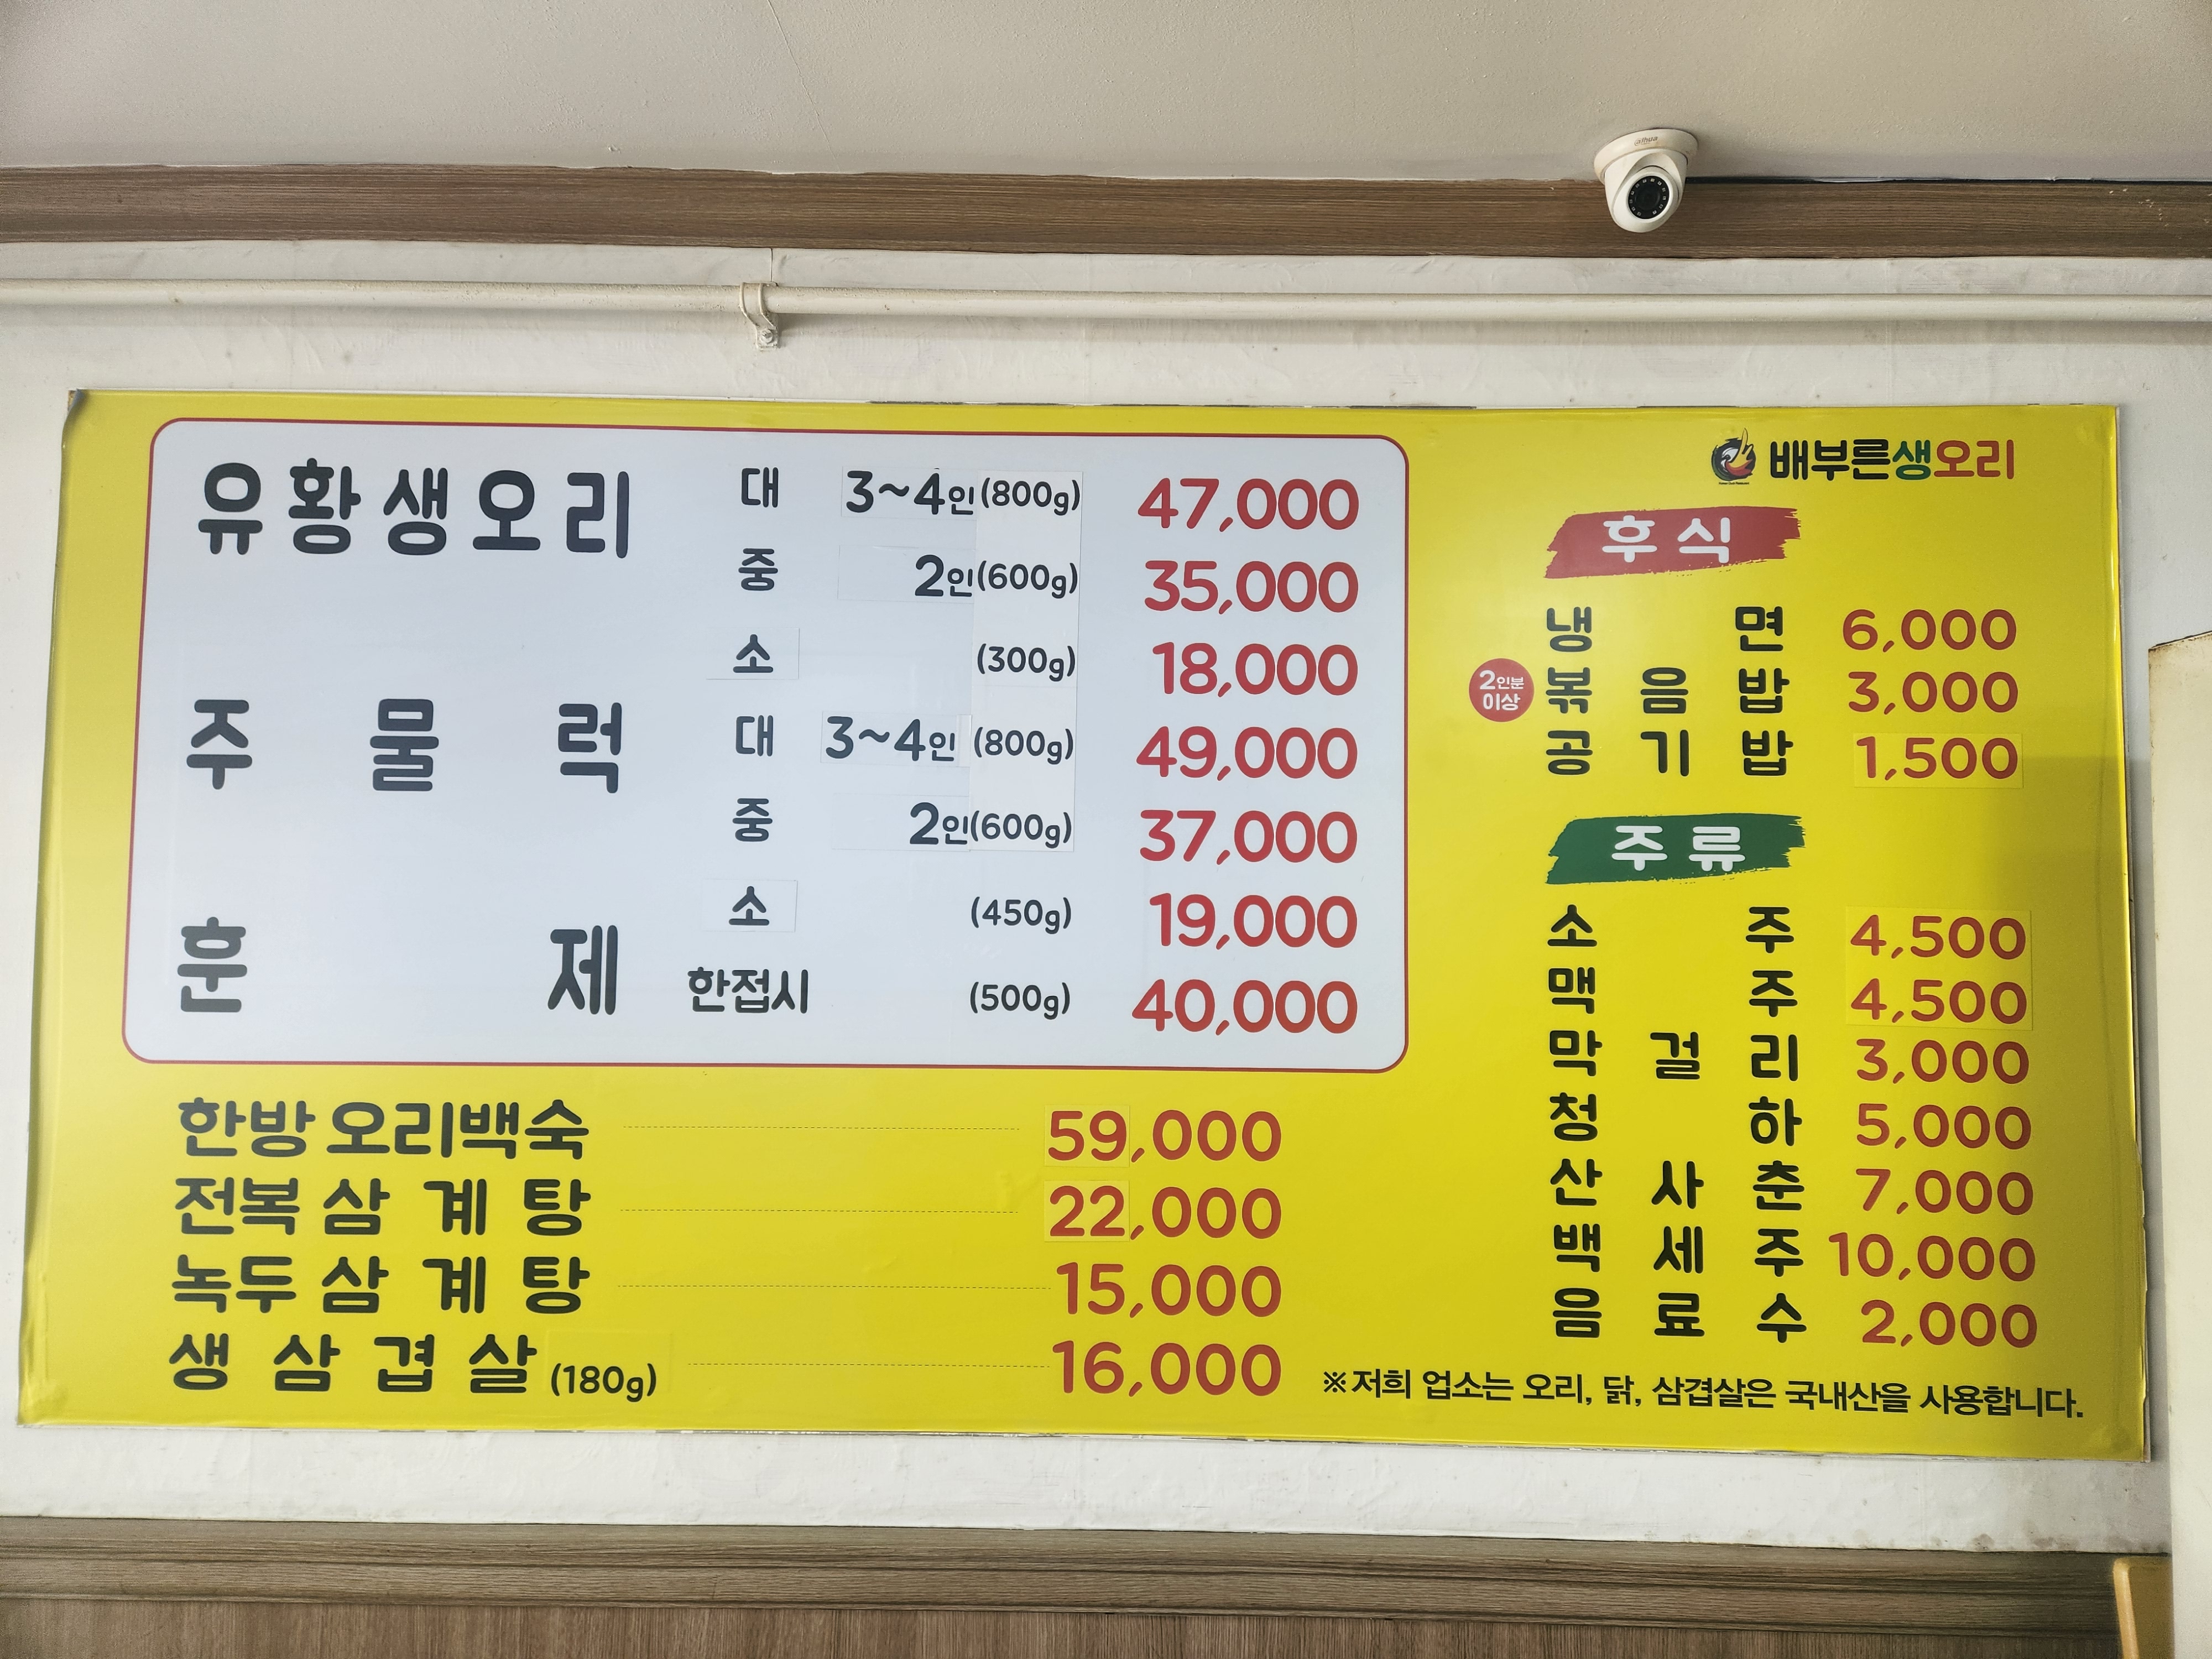 유황생오리 대 3~4인(800g) 47,000
중 2인(600g) 35,000
소 (300g) 18,000
주물럭 대 3~4인 (800g) 49,000
중 2인(600g) 37,000
소 (450g) 19,000
훈제 한접시 (500g) 40,000
한방오리백숙 59,000
전복삼계탕 22,000
녹두삼계탕 15,000
생삼겹살(180g) 16,000
배부른생오리
후식
냉면 6,000
2인분
이상
볶음밥 3,000
공기밥 1,500
주류
소주 4,500
맥주 4,500
막걸리 3,000
청하 5,000
산사춘 7,000
백세주 10,000
음료수 2,000
※저희 업소는 오리, 닭, 삼겹살은 국내산을 사용합니다.
alhua